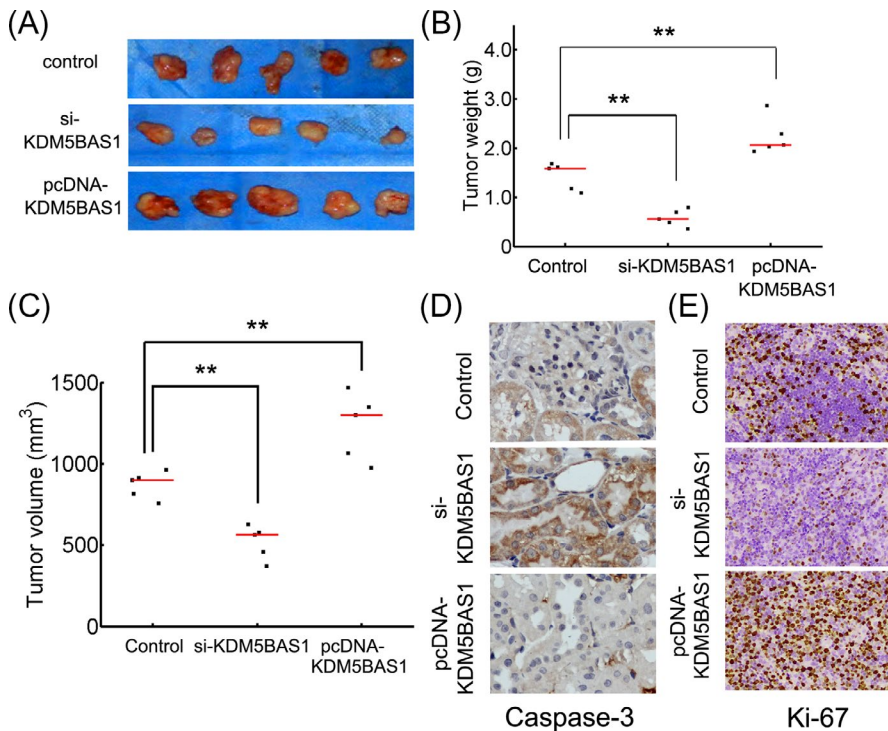 (A)
control
si-
KDM5BAS1
pcDNA-
KDM5BAS1
(B)
**
**
Tumor weight (g)
4.0
3.0
2.0
1.0
0
Control
si-KDM5BAS1
pcDNA-
KDM5BAS1
(C)
**
**
Tumor volume (mm³)
1500
1000
500
0
Control
si-KDM5BAS1
pcDNA-
KDM5BAS1
(D)
Control
si-
KDM5BAS1
pcDNA-
KDM5BAS1
Caspase-3
(E)
Control
si-
KDM5BAS1
pcDNA-
KDM5BAS1
Ki-67